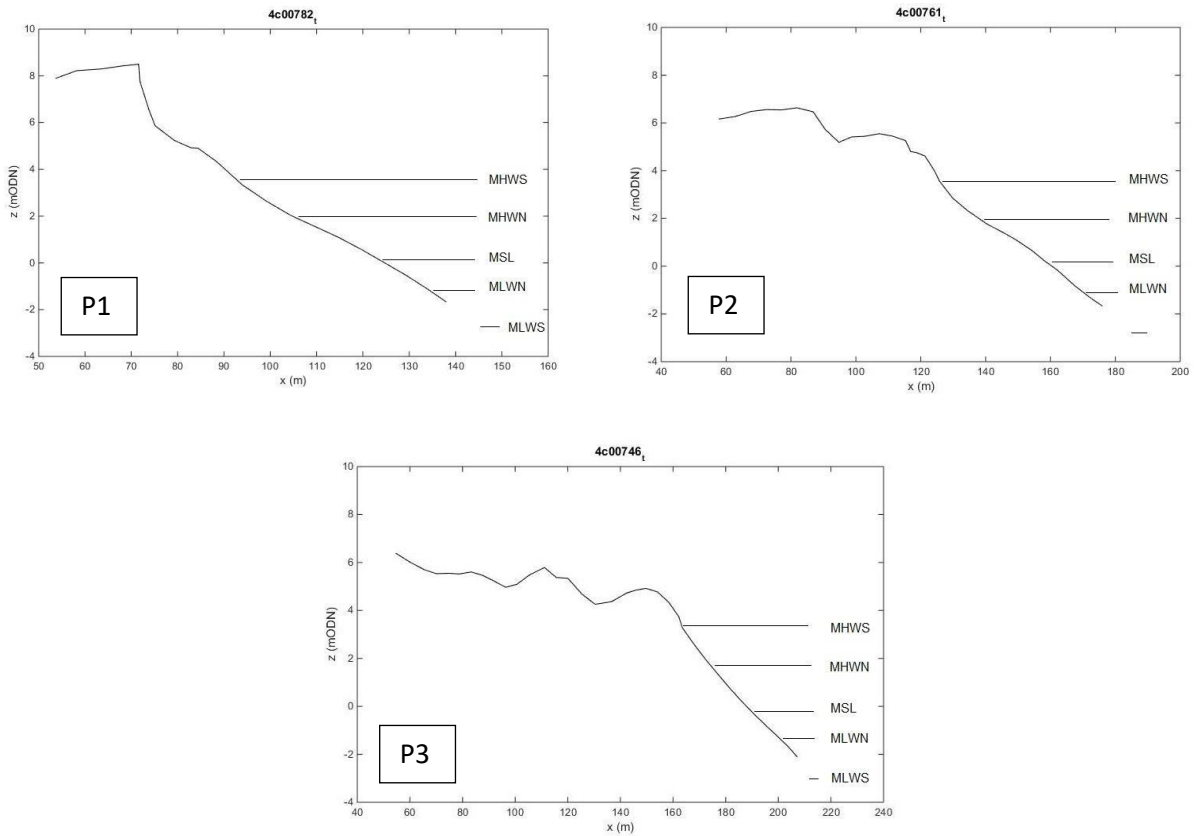 4c00782t
10
8
6
4
2
0
-2
-4
z (mODN)
MHWS
MHWN
MSL
MLWN
MLWS
P1
50 60 70 80 90 100 110 120 130 140 150 160
x (m)
4c00761t
10
8
6
4
2
0
-2
-4
z (mODN)
MHWS
MHWN
MSL
MLWN
P2
40 60 80 100 120 140 160 180 200
x (m)
4c00746t
10
8
6
4
2
0
-2
-4
z (mODN)
MHWS
MHWN
MSL
MLWN
MLWS
P3
40 60 80 100 120 140 160 180 200 220 240
x (m)